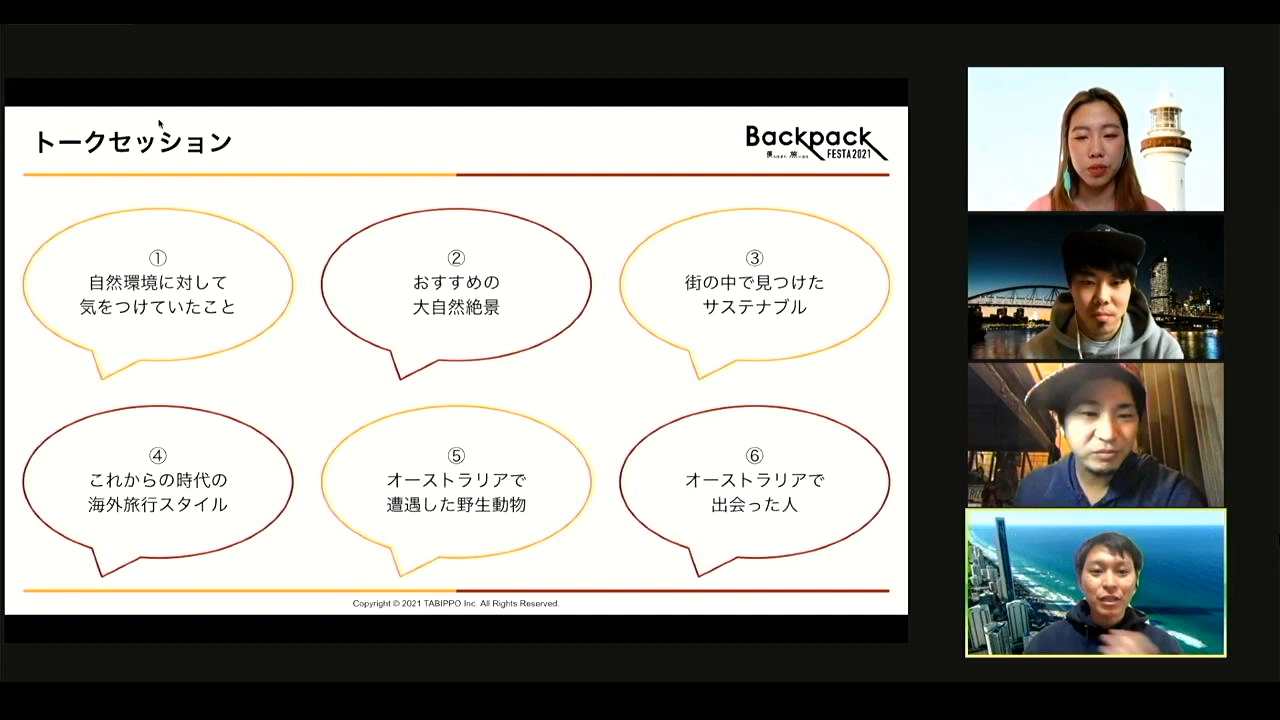 トークセッション
Backpack
FESTA2021
①
自然環境に対して
気をつけていたこと
②
おすすめの
大自然絶景
③
街の中で見つけた
サステナブル
④
これからの時代の
海外旅行スタイル
⑤
オーストラリアで
遭遇した野生動物
⑥
オーストラリアで
出会った人
Copyright © 2021 TABIPPO Inc. All Rights Reserved.